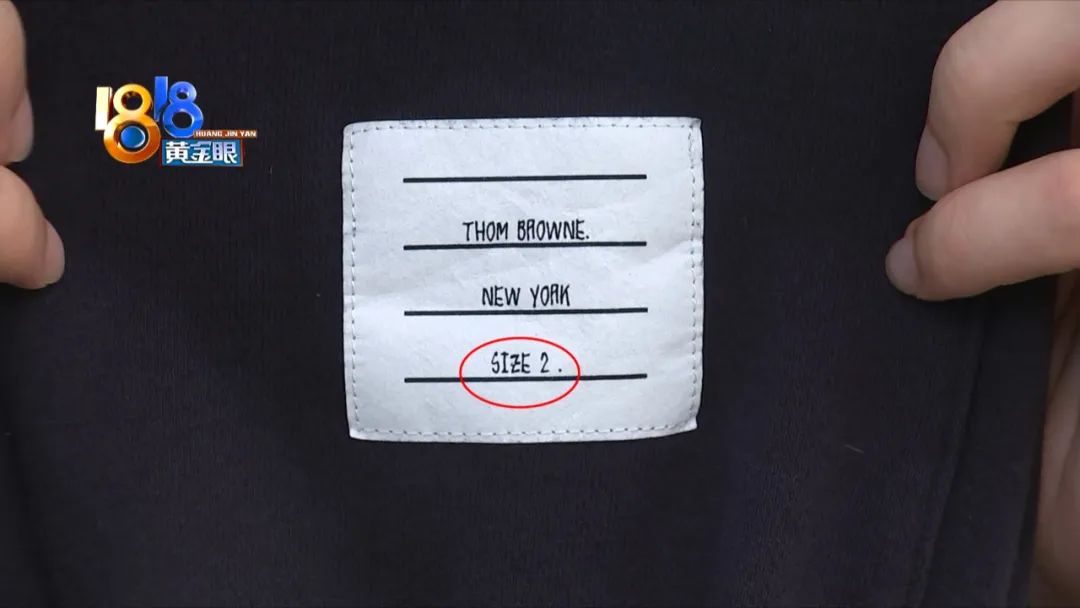 1818
HUANG JIN YAN
黄金眼
THOM BROWNE.
NEW YORK
SIZE 2 .